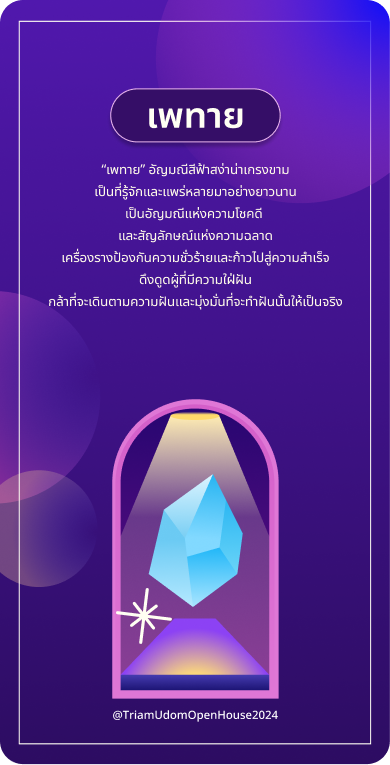 เพทาย
“เพทาย” อัญมณีสีฟ้าสง่าน่าเกรงขาม
เป็นที่รู้จักและแพร่หลายมาอย่างยาวนาน
เป็นอัญมณีแห่งความโชคดี
และสัญลักษณ์แห่งความฉลาด
เครื่องรางป้องกันความชั่วร้ายและก้าวไปสู่ความสำเร็จ
ดึงดูดผู้ที่มีความใฝ่ฝัน
กล้าที่จะเดินตามความฝันและมุ่งมั่นที่จะทำฝันนั้นให้เป็นจริง
@TriamUdomOpenHouse2024